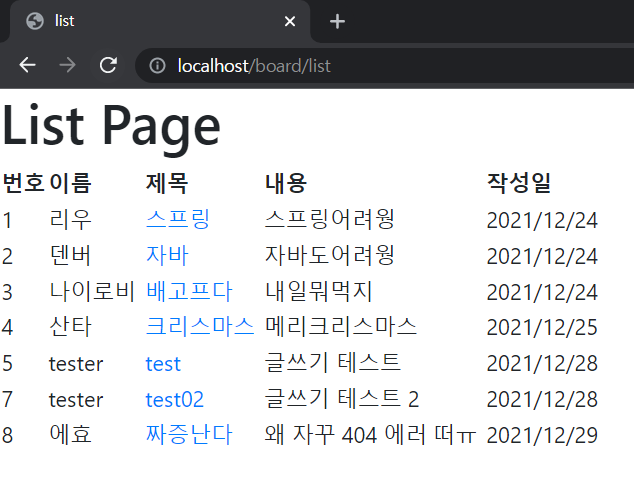 list
localhost/board/list
List Page
번호 이름 제목 내용 작성일
1 리우 스프링 스프링어려웡 2021/12/24
2 덴버 자바 자바도어려웡 2021/12/24
3 나이로비 배고프다 내일뭐먹지 2021/12/24
4 산타 크리스마스 메리크리스마스 2021/12/25
5 tester test 글쓰기 테스트 2021/12/28
7 tester test02 글쓰기 테스트 2 2021/12/28
8 에효 짜증난다 왜 자꾸 404 에러 떠ㅠ 2021/12/29